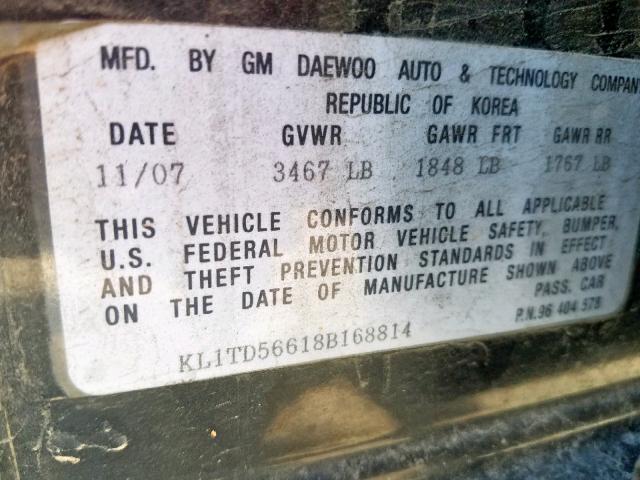 MFD. BY GM DAEWOO AUTO & TECHNOLOGY COMPANY
REPUBLIC OF KOREA
DATE GVWR GAWR FRT GAWR RR
11/07 3467 LB 1848 LB 1767 LB
THIS VEHICLE CONFORMS TO ALL APPLICABLE
U.S. FEDERAL MOTOR VEHICLE SAFETY, BUMPER,
AND THEFT PREVENTION STANDARDS IN EFFECT
ON THE DATE OF MANUFACTURE SHOWN ABOVE
PASS. CAR
P.N.96 404 578
KL1TD56618B168814